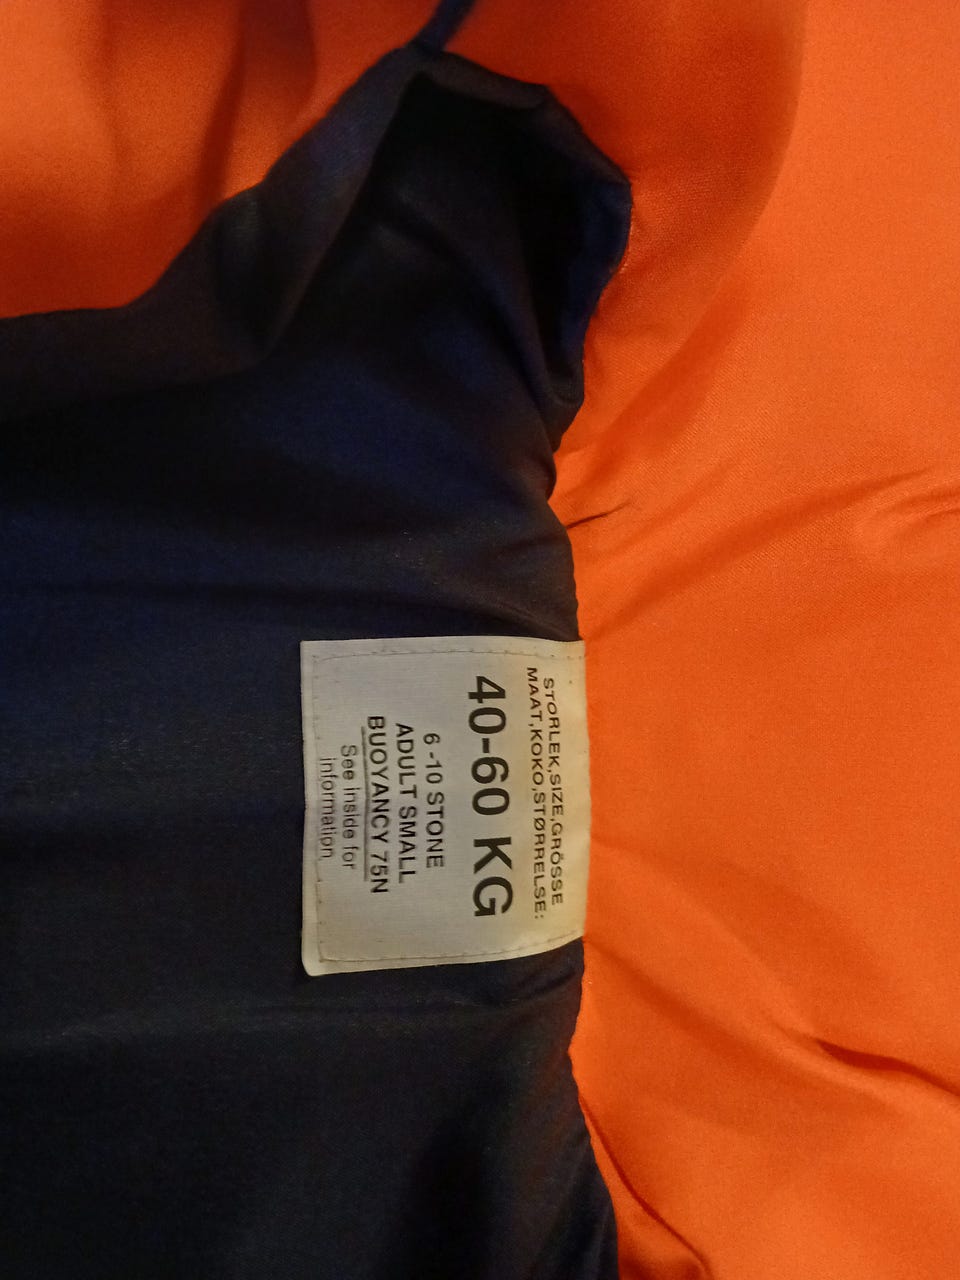 STORLEK,SIZE,GRÖSSE
MAAT,KOKO,STØRRELSE:
40-60 KG
6-10 STONE
ADULT SMALL
BUOYANCY 75N
See inside for
information